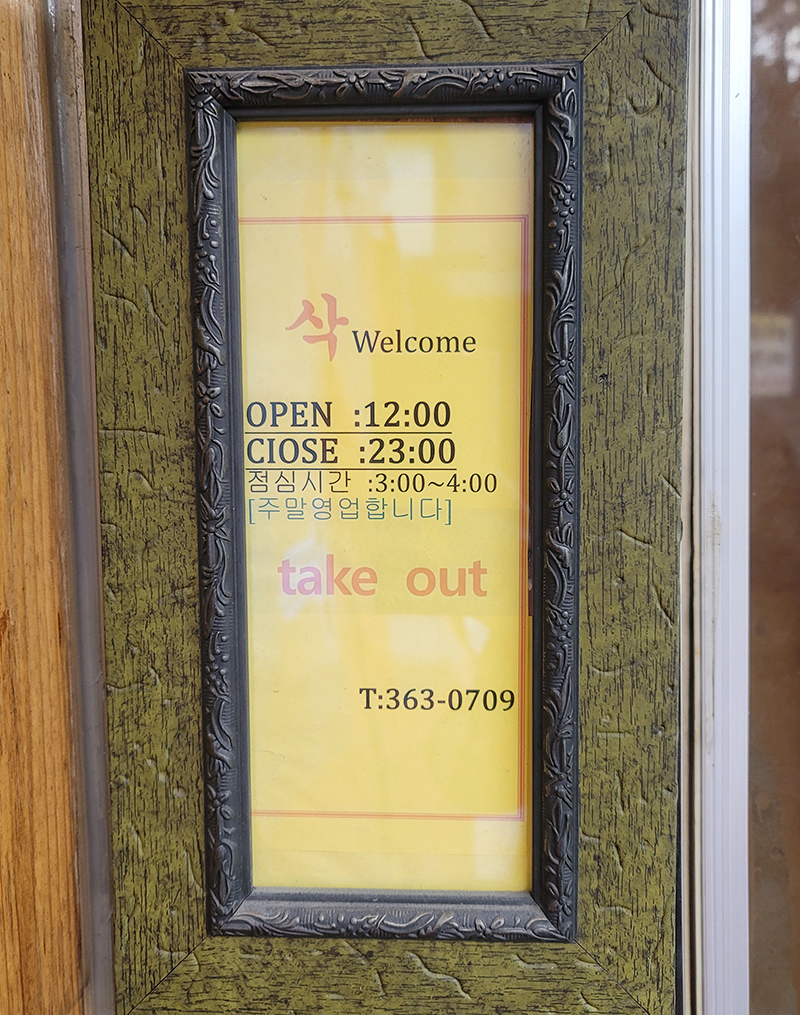 삭 Welcome
OPEN :12:00
CIOSE :23:00
점심시간 :3:00~4:00
[주말영업합니다]
take out
T:363-0709